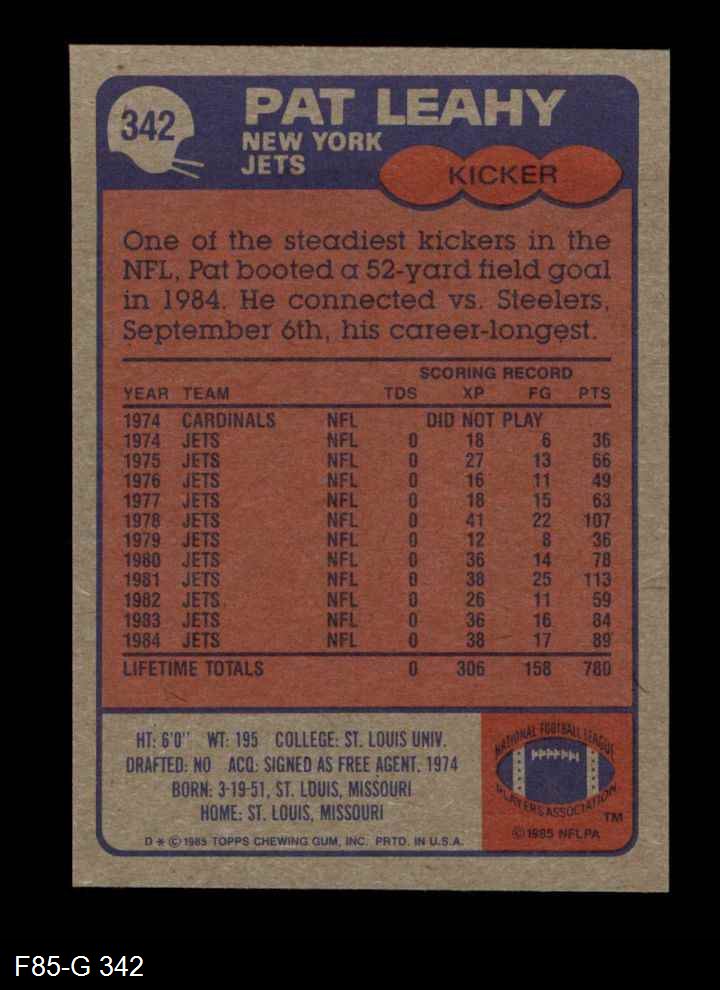 342
PAT LEAHY
NEW YORK
JETS
KICKER
One of the steadiest kickers in the
NFL, Pat booted a 52-yard field goal
in 1984. He connected vs. Steelers,
September 6th, his career-longest.
SCORING RECORD
YEAR TEAM TDS XP FG PTS
1974 CARDINALS NFL DID NOT PLAY
1974 JETS NFL 0 18 6 36
1975 JETS NFL 0 27 13 66
1976 JETS NFL 0 16 11 49
1977 JETS NFL 0 18 15 63
1978 JETS NFL 0 41 22 107
1979 JETS NFL 0 12 8 36
1980 JETS NFL 0 36 14 78
1981 JETS NFL 0 38 25 113
1982 JETS NFL 0 26 11 59
1983 JETS NFL 0 36 16 84
1984 JETS NFL 0 38 17 89
LIFETIME TOTALS 0 306 158 780
HT: 6'0" WT: 195 COLLEGE: ST. LOUIS UNIV.
DRAFTED: NO ACQ: SIGNED AS FREE AGENT, 1974
BORN: 3-19-51, ST. LOUIS, MISSOURI
HOME: ST. LOUIS, MISSOURI
D * © 1985 TOPPS CHEWING GUM, INC. PRTD. IN U.S.A.
NATIONAL FOOTBALL LEAGUE
PLAYERS ASSOCIATION
TM
© 1985 NFLPA
F85-G 342